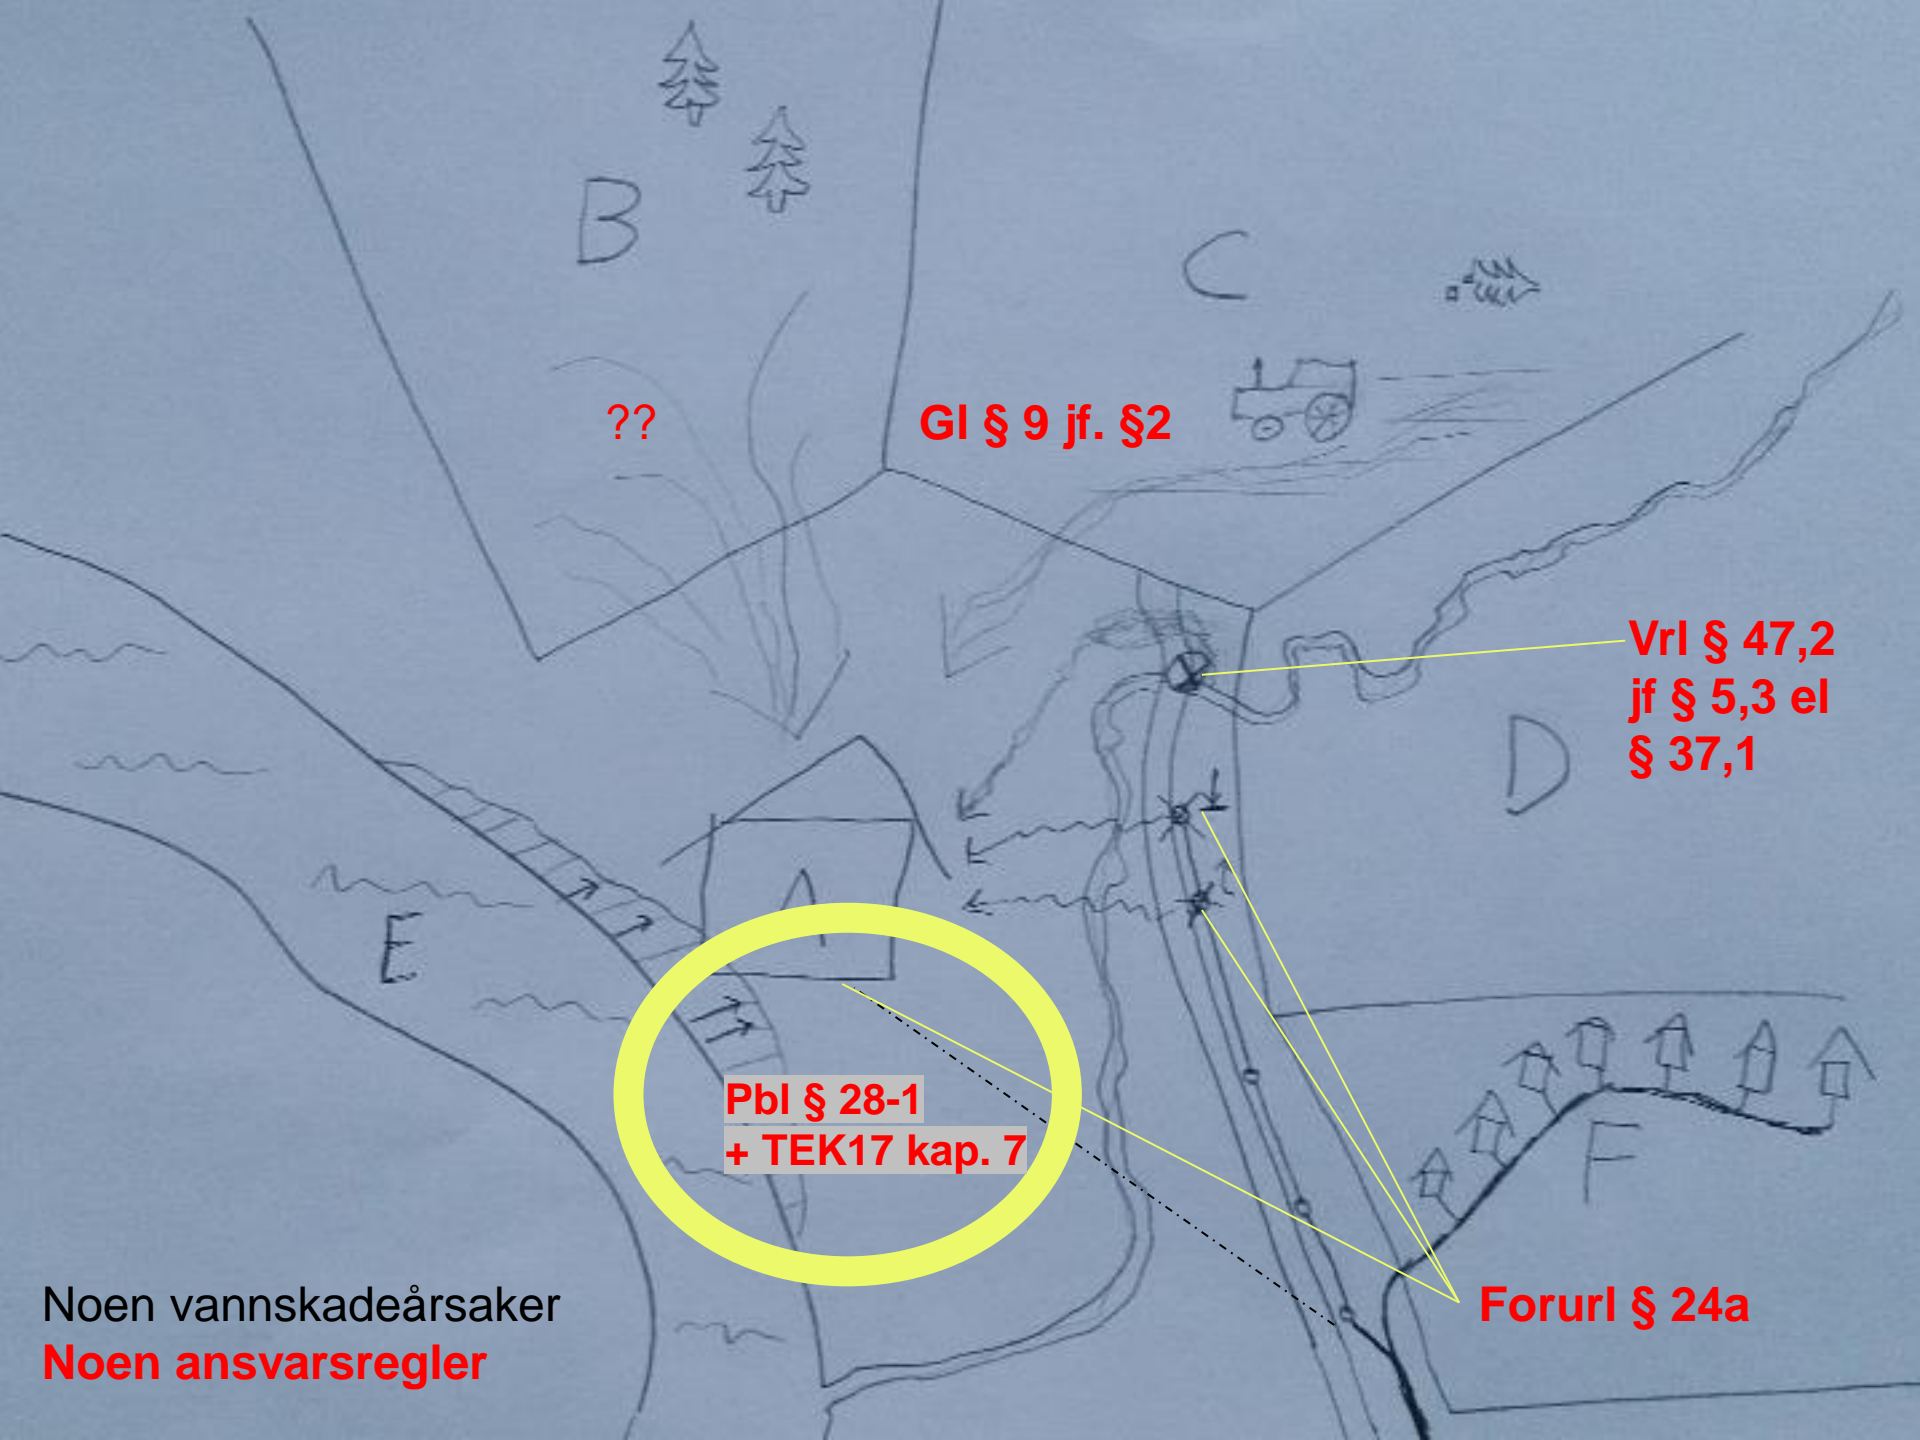 B
C
??
Gl § 9 jf. §2
Vrl § 47,2
jf § 5,3 el
§ 37,1
D
A
E
Pbl § 28-1
+ TEK17 kap. 7
F
Forurl § 24a
Noen vannskadeårsaker
Noen ansvarsregler